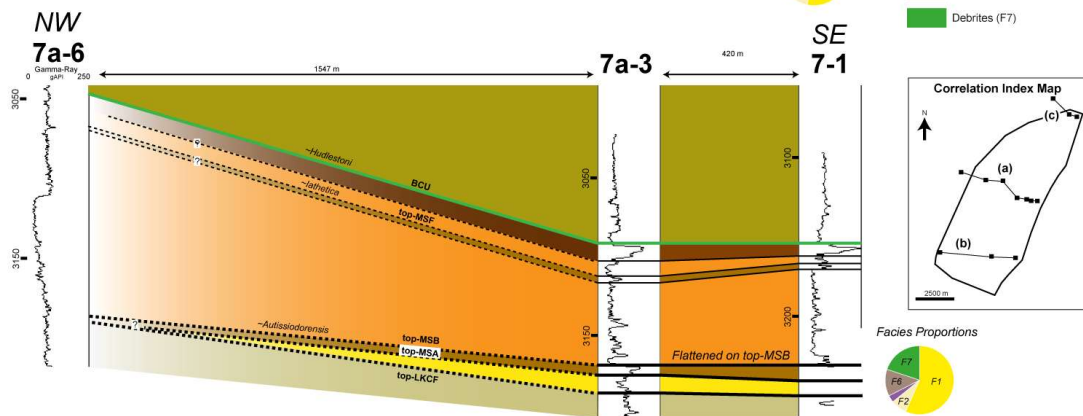 Debrites (F7)
NW
7a-6
Gamma-Ray
0 gAPI 250
1547 m
7a-3
420 m
SE
7-1
3050
3150
?
?
~Hudlestoni
~Iathetica
BCU
top-MSF
?
~Autissiodorensis
top-MSB
top-MSA
top-LKCF
3050
3150
Flattened on top-MSB
3100
3200
Correlation Index Map
N
(c)
(a)
(b)
2500 m
Facies Proportions
F7
F6
F2
F1